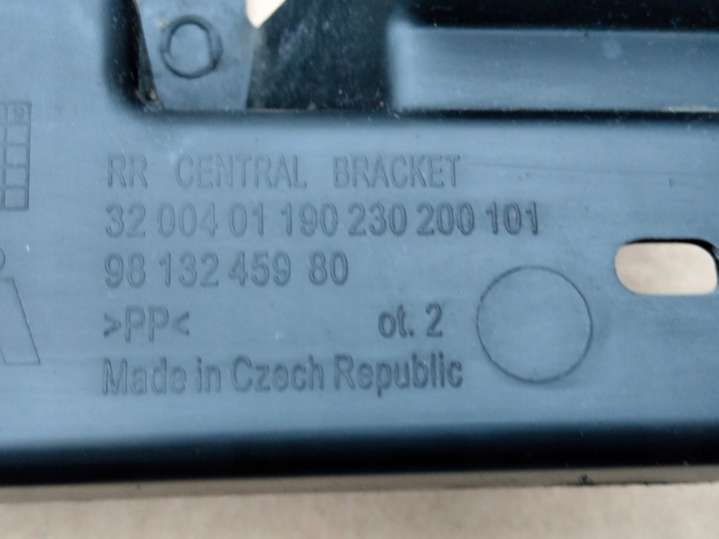 RR CENTRAL BRACKET
32 004 01 190 230 200 101
98 132 459 80
>PP< ot. 2
Made in Czech Republic